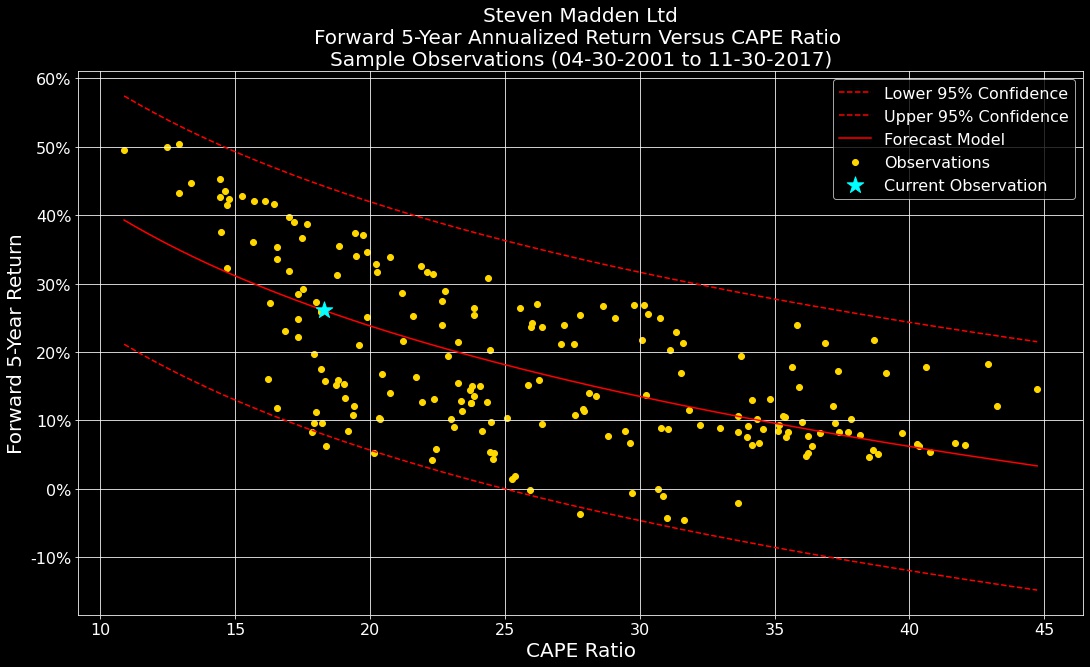 Steven Madden Ltd
Forward 5-Year Annualized Return Versus CAPE Ratio
Sample Observations (04-30-2001 to 11-30-2017)
Lower 95% Confidence
Upper 95% Confidence
Forecast Model
Observations
Current Observation
Forward 5-Year Return
60%
50%
40%
30%
20%
10%
0%
-10%
10 15 20 25 30 35 40 45
CAPE Ratio